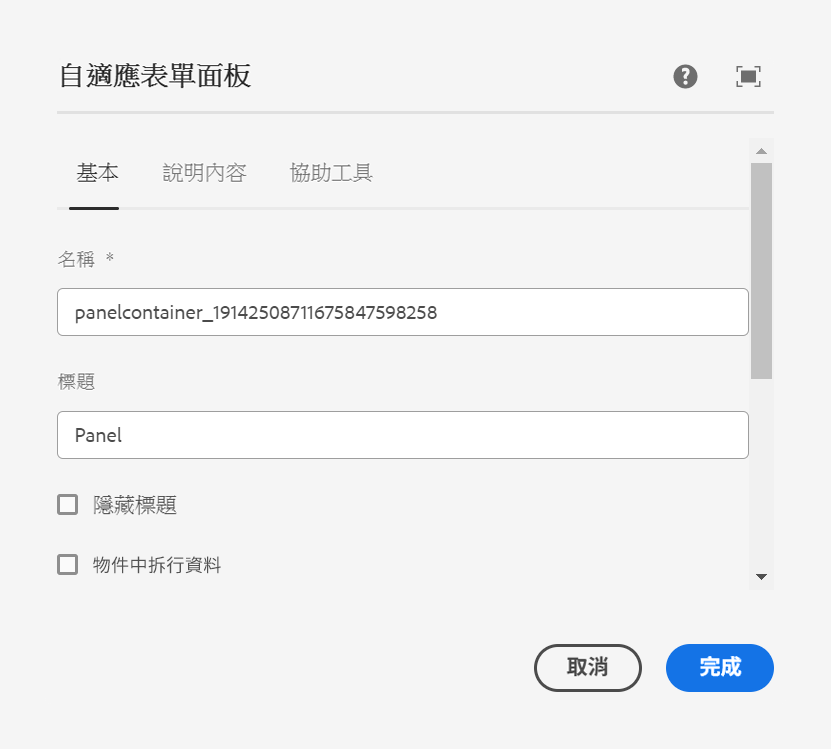 自適應表單面板
基本 說明內容 協助工具
名稱 *
panelcontainer_19142508711675847598258
標題
Panel
隱藏標題
物件中拆行資料
取消 完成